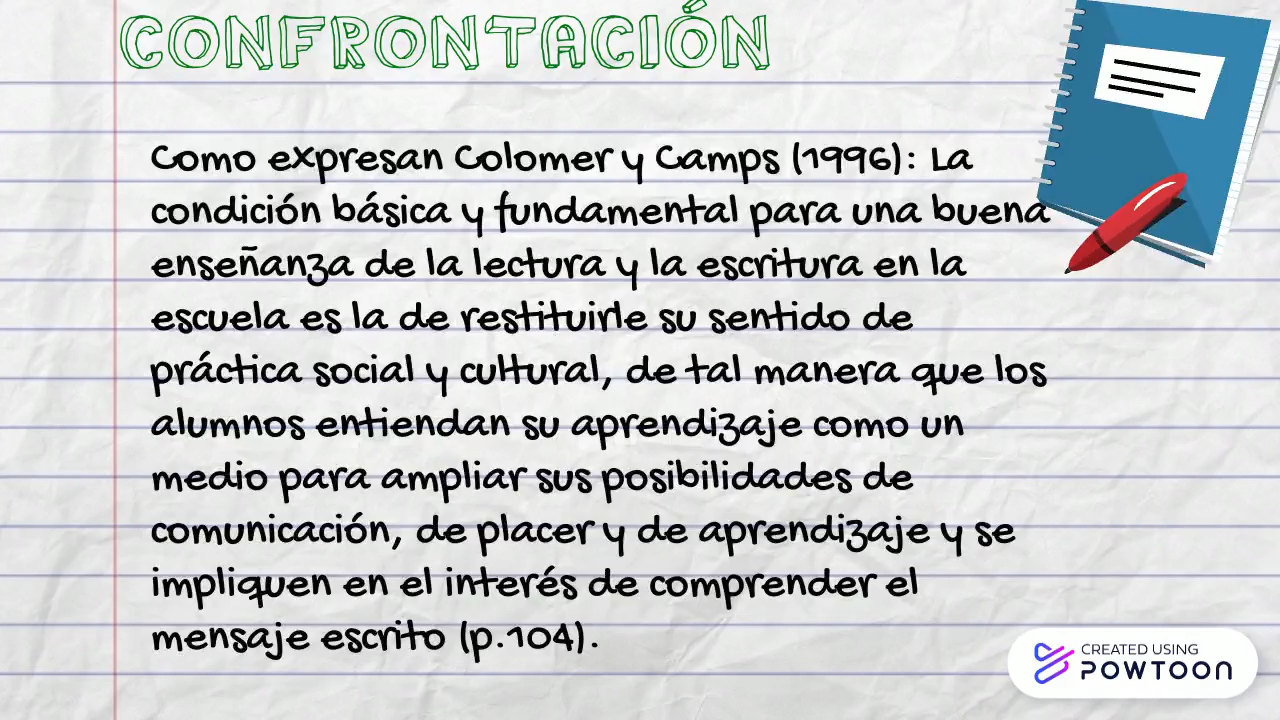 CONFRONTACIÓN
Como expresan Colomer y Camps (1996): La
condición básica y fundamental para una buena
enseñanza de la lectura y la escritura en la
escuela es la de restituirle su sentido de
práctica social y cultural, de tal manera que los
alumnos entiendan su aprendizaje como un
medio para ampliar sus posibilidades de
comunicación, de placer y de aprendizaje y se
impliquen en el interés de comprender el
mensaje escrito (p.104).
CREATED USING
POWTOON